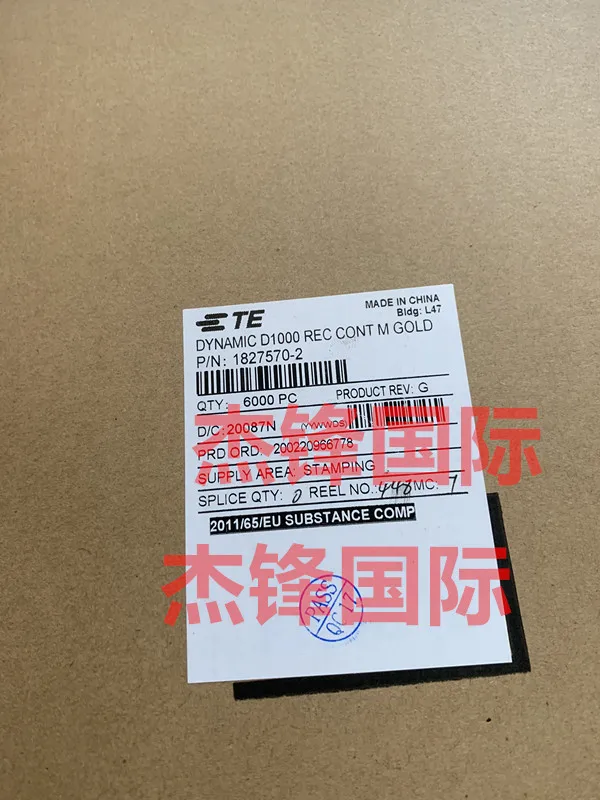 TE
MADE IN CHINA
Bldg: L47
DYNAMIC D1000 REC CONT M GOLD
P/N: 1827570-2
QTY: 6000 PC
PRODUCT REV: G
D/C: 20087N (YYWWDS)
杰锋国际
PRD ORD: 200220966778
SUPPLY AREA: STAMPING
SPLICE QTY: 0 REEL NO.: 448 MC: 7
2011/65/EU SUBSTANCE COMP
杰锋国际
PASS
QC 17